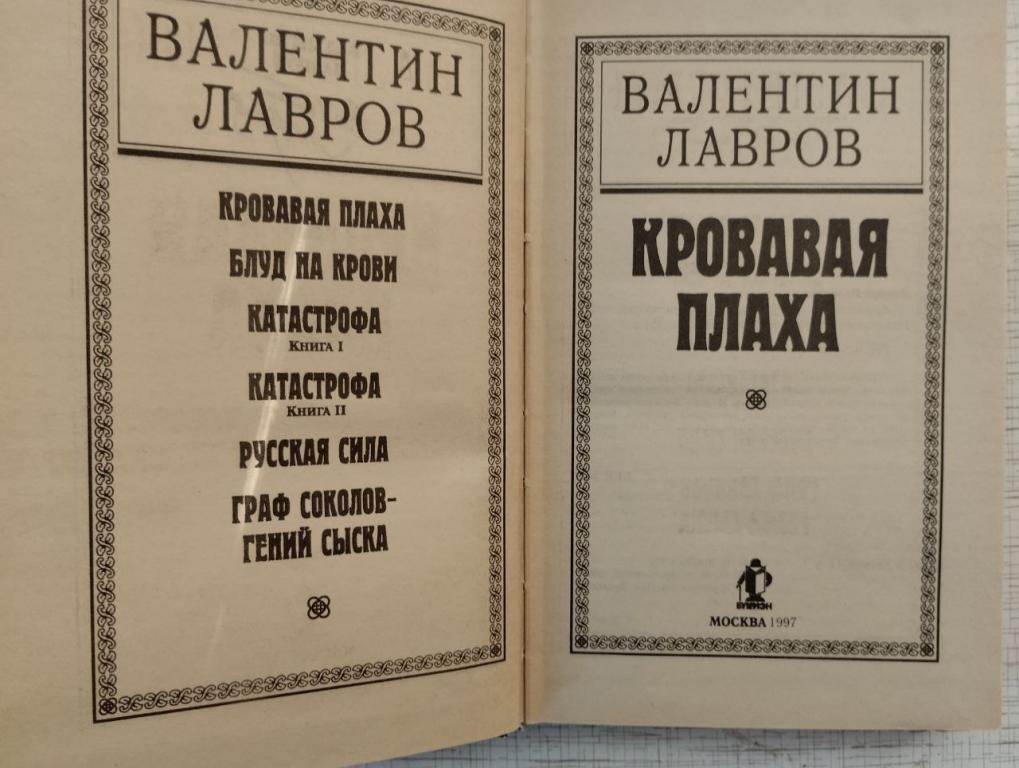 ВАЛЕНТИН
ЛАВРОВ
КРОВАВАЯ ПЛАХА
БЛУД НА КРОВИ
КАТАСТРОФА
КНИГА I
КАТАСТРОФА
КНИГА II
РУССКАЯ СИЛА
ГРАФ СОКОЛОВ-
ГЕНИЙ СЫСКА
ВАЛЕНТИН
ЛАВРОВ
КРОВАВАЯ
ПЛАХА
БУКМЭН
МОСКВА 1997